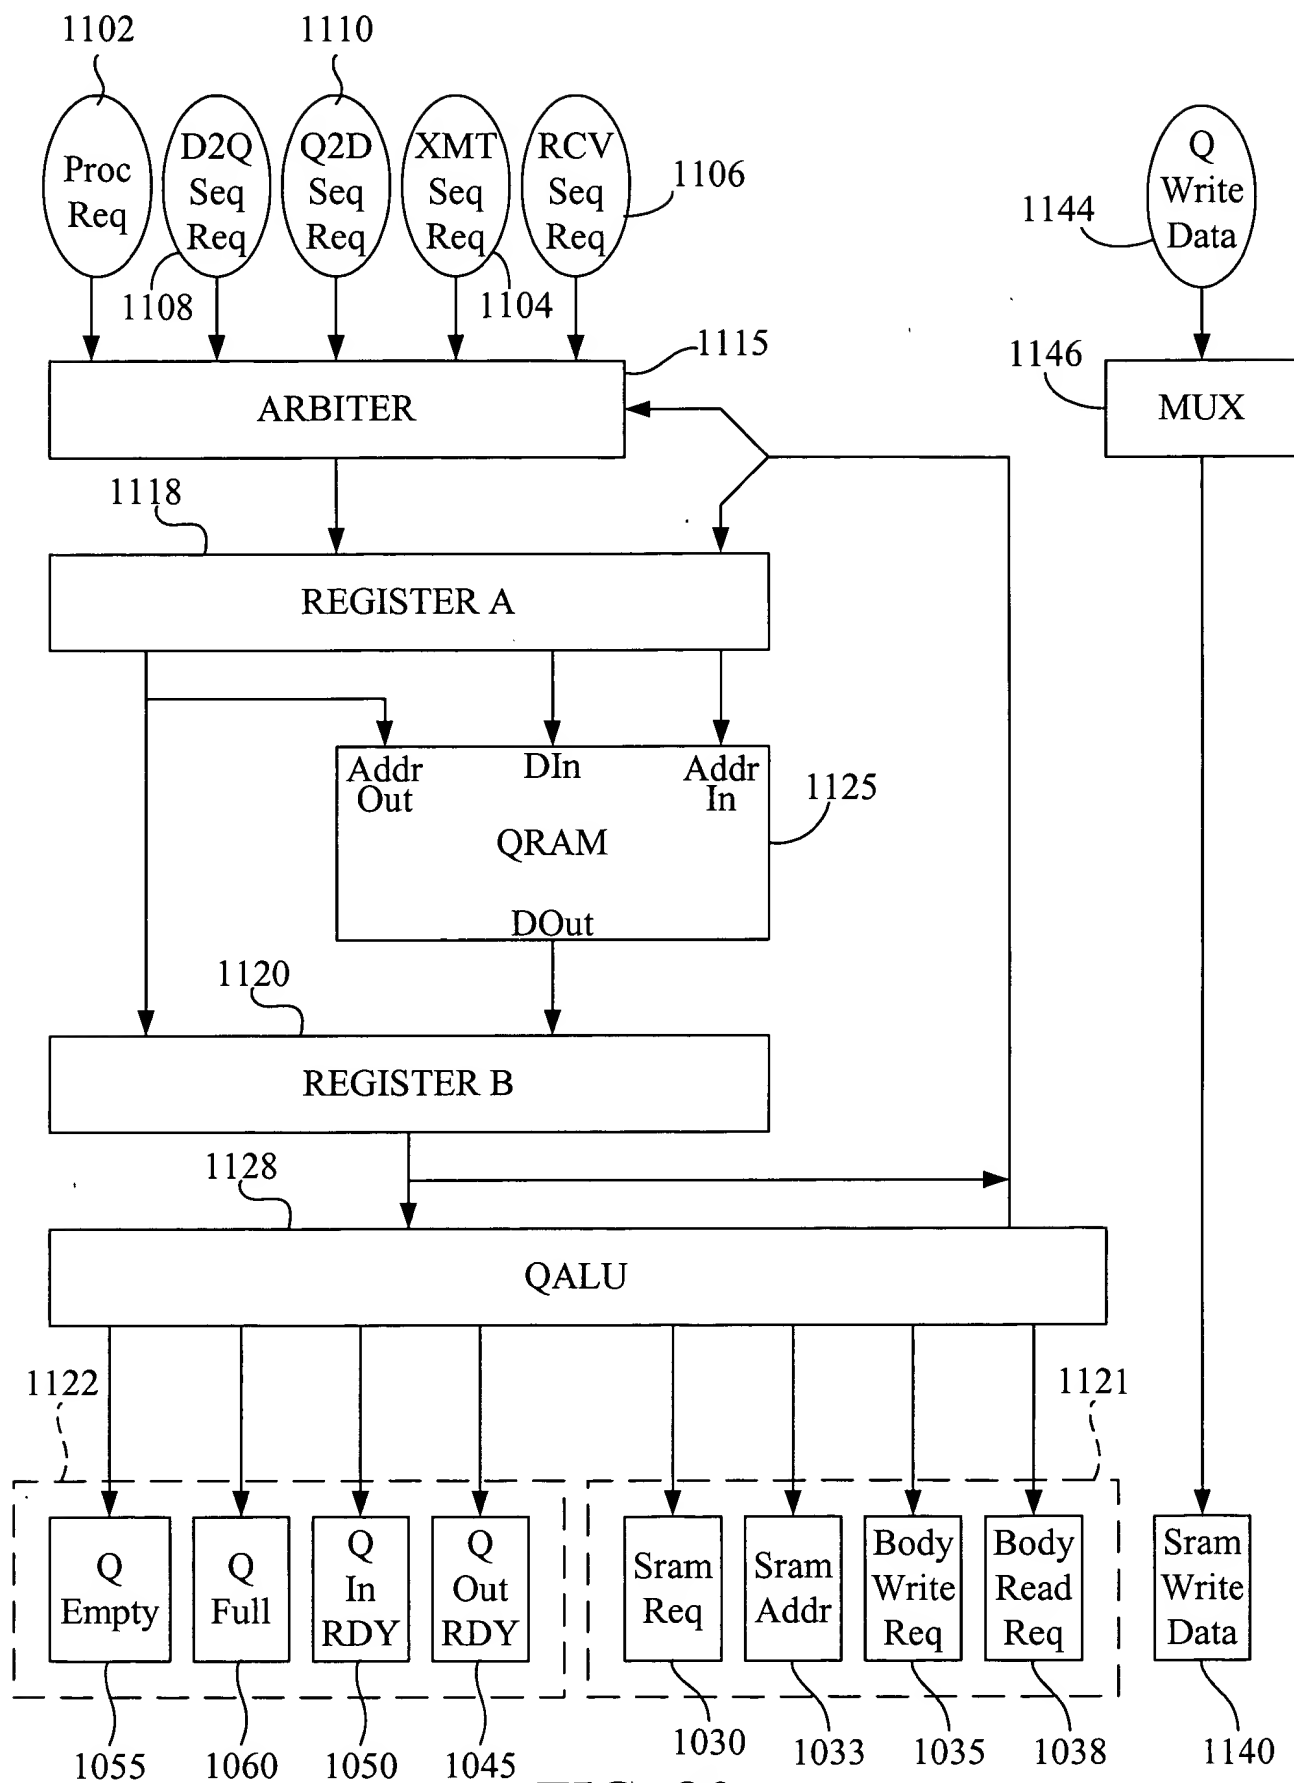 1102
1110
Proc
Req
D2Q
Seq
Req
Q2D
Seq
Req
XMT
Seq
Req
RCV
Seq
Req
1106
1108
1104
Q
Write
Data
1144
1115
ARBITER
1146
MUX
1118
REGISTER A
Addr
Out
DIn
Addr
In
1125
QRAM
DOut
1120
REGISTER B
1128
QALU
1122
1121
Q
Empty
Q
Full
Q
In
RDY
Q
Out
RDY
Sram
Req
Sram
Addr
Body
Write
Req
Body
Read
Req
Sram
Write
Data
1055
1060
1050
1045
1030
1033
1035
1038
1140